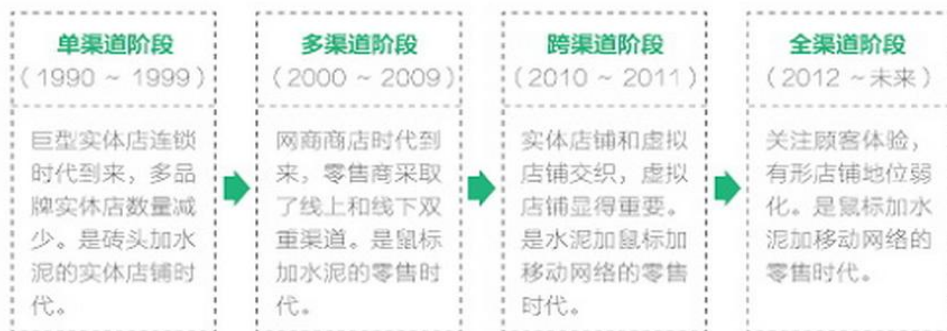 单渠道阶段
（1990 ~ 1999）
巨型实体店连锁
时代到来，多品
牌实体店数量减
少。是砖头加水
泥的实体店铺时
代。
多渠道阶段
（2000 ~ 2009）
网商商店时代到
来，零售商采取
了线上和线下双
重渠道。是鼠标
加水泥的零售时
代。
跨渠道阶段
（2010 ~ 2011）
实体店铺和虚拟
店铺交织，虚拟
店铺显得重要。
是水泥加鼠标加
移动网络的零售
时代。
全渠道阶段
（2012 ~未来）
关注顾客体验，
有形店铺地位弱
化。是鼠标加水
泥加移动网络的
零售时代。